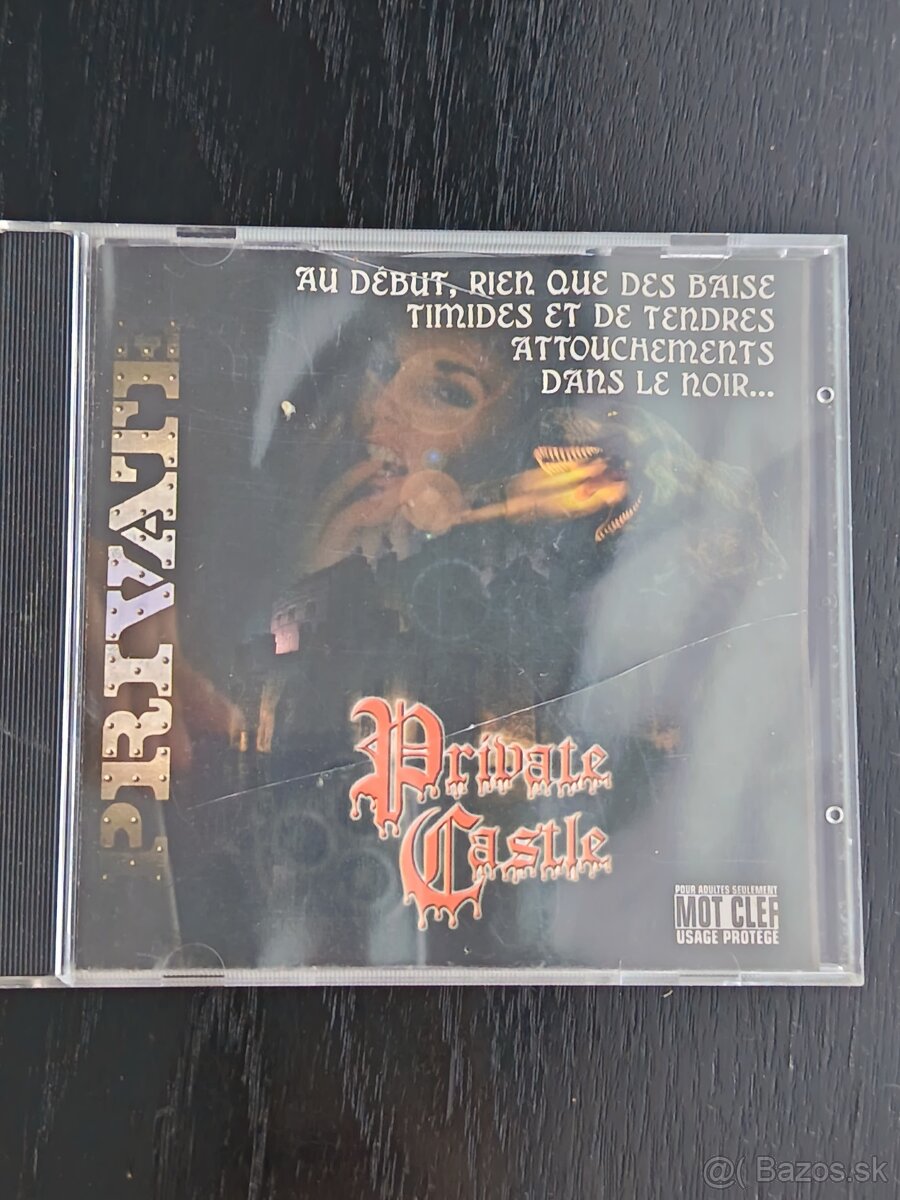 AU DÉBUT, RIEN QUE DES BAISE
TIMIDES ET DE TENDRES
ATTOUCHEMENTS
DANS LE NOIR...
PRIVATE
Private
Castle
POUR ADULTES SEULEMENT
MOT CLEF
USAGE PROTEGE
@( Bazos.sk